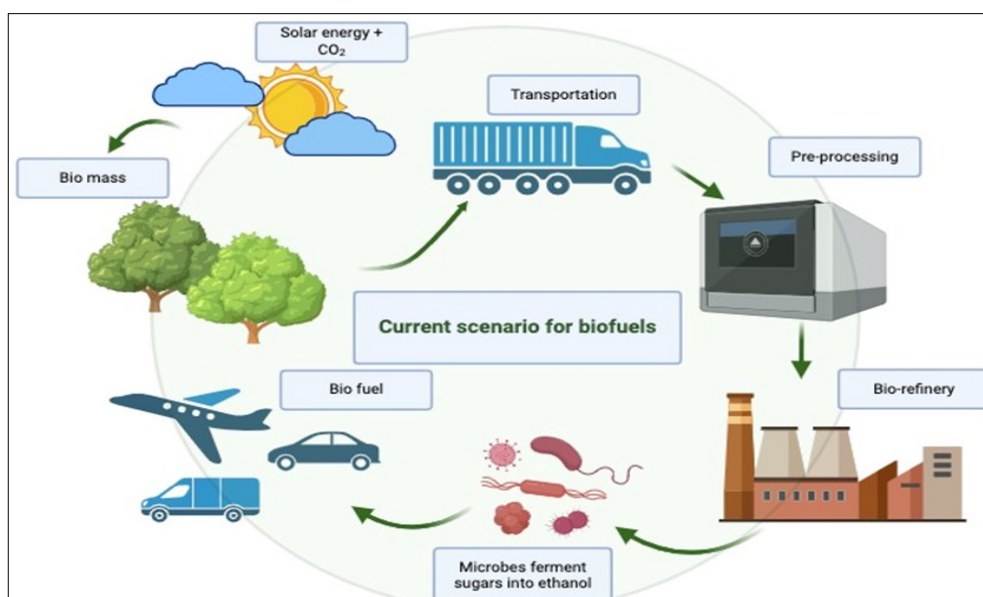 Solar energy +
CO₂
Transportation
Pre-processing
Bio mass
Current scenario for biofuels
Bio fuel
Bio-refinery
Microbes ferment
sugars into ethanol